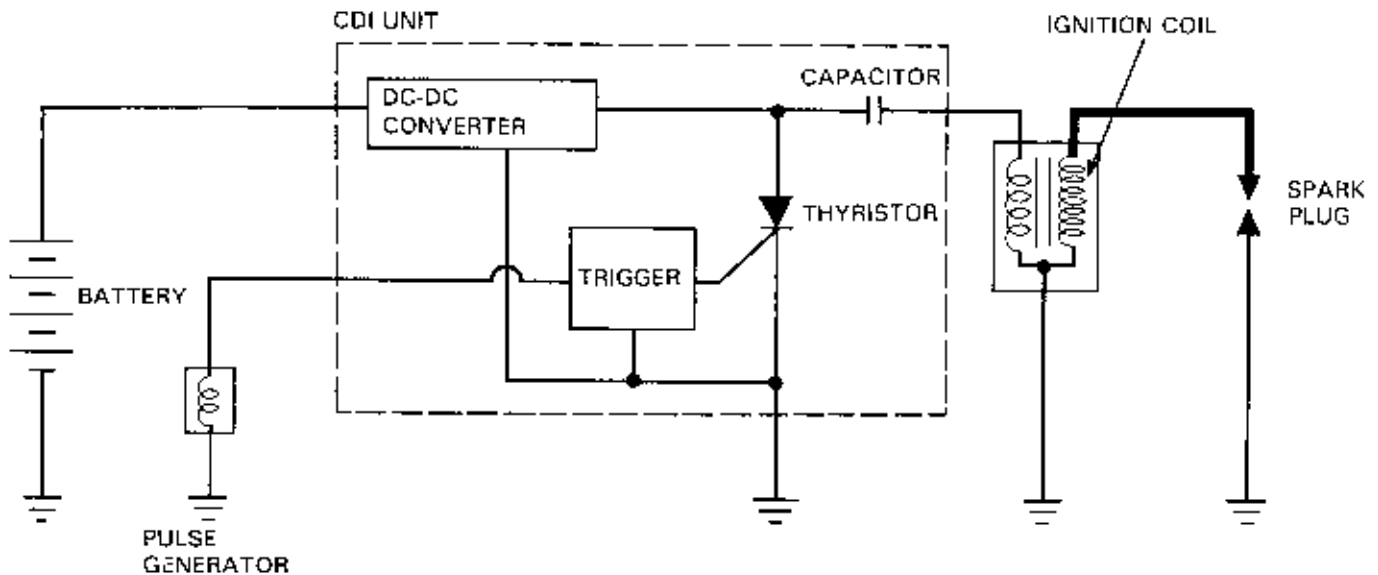 CDI UNIT
IGNITION COIL
DC-DC
CONVERTER
CAPACITOR
THYRISTOR
SPARK
PLUG
TRIGGER
BATTERY
PULSE
GENERATOR